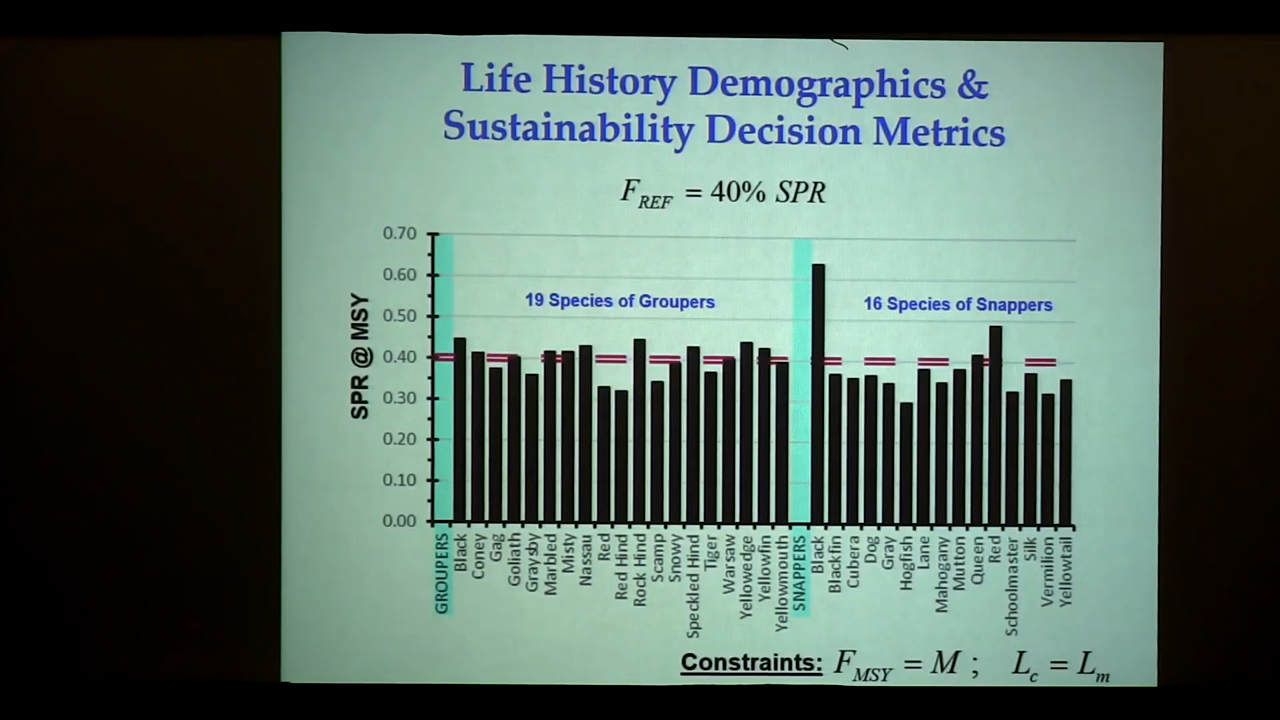 Life History Demographics &
Sustainability Decision Metrics
F_REF = 40% SPR
SPR @ MSY
0.70
0.60
0.50
0.40
0.30
0.20
0.10
0.00
19 Species of Groupers
16 Species of Snappers
GROUPERS
Black
Coney
Gag
Goliath
Graysby
Marbled
Misty
Nassau
Red
Red Hind
Rock Hind
Scamp
Snowy
Speckled Hind
Tiger
Warsaw
Yellowedge
Yellowfin
Yellowmouth
SNAPPERS
Black
Blackfin
Cubera
Dog
Gray
Hogfish
Lane
Mahogany
Mutton
Queen
Red
Schoolmaster
Silk
Vermilion
Yellowtail
Constraints: F_MSY = M ; L_c = L_m